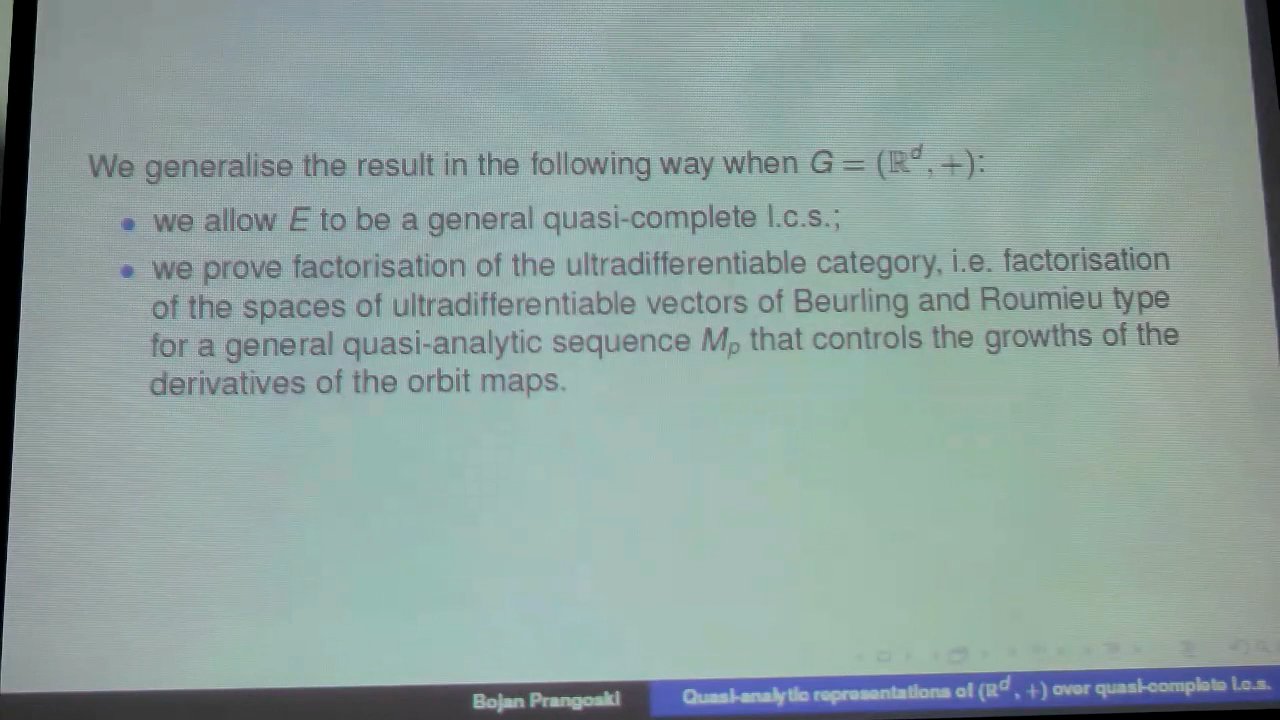 We generalise the result in the following way when G = (ℝᵈ, +):
• we allow E to be a general quasi-complete l.c.s.;
• we prove factorisation of the ultradifferentiable category, i.e. factorisation
of the spaces of ultradifferentiable vectors of Beurling and Roumieu type
for a general quasi-analytic sequence Mₚ that controls the growths of the
derivatives of the orbit maps.
Bojan Prangoski
Quasi-analytic representations of (ℝᵈ, +) over quasi-complete l.c.s.